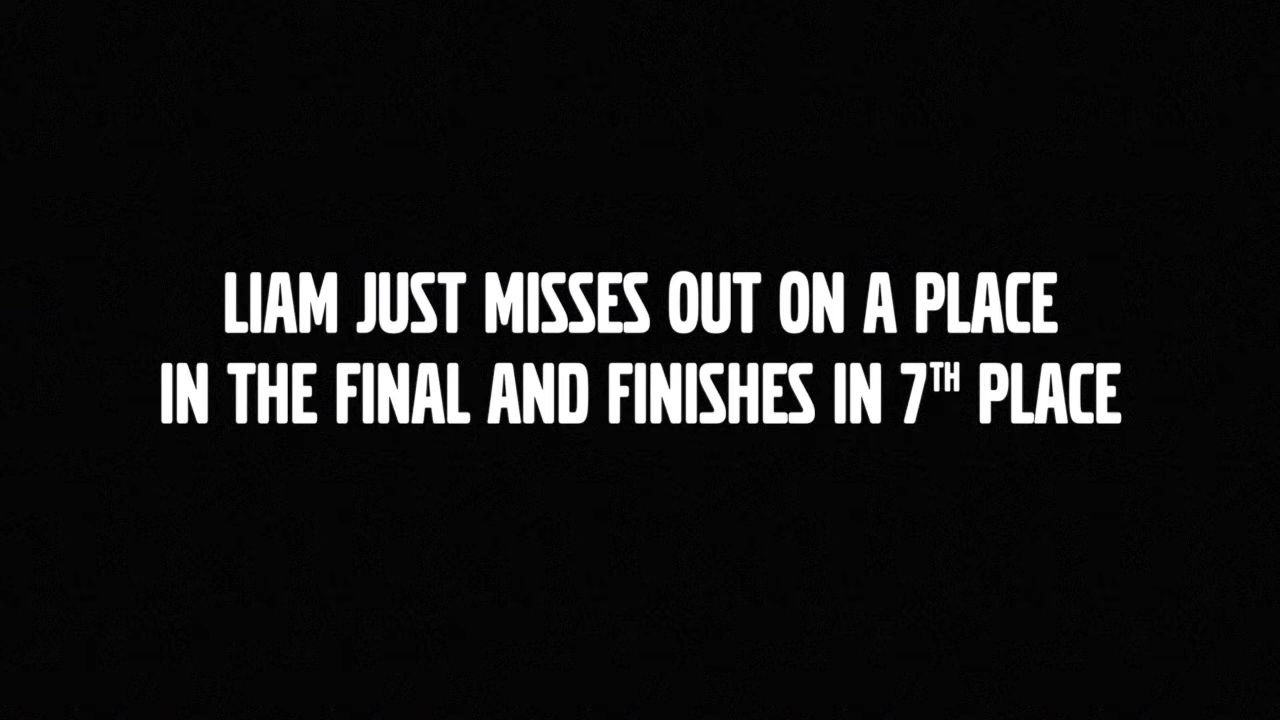 LIAM JUST MISSES OUT ON A PLACE
IN THE FINAL AND FINISHES IN 7TH PLACE